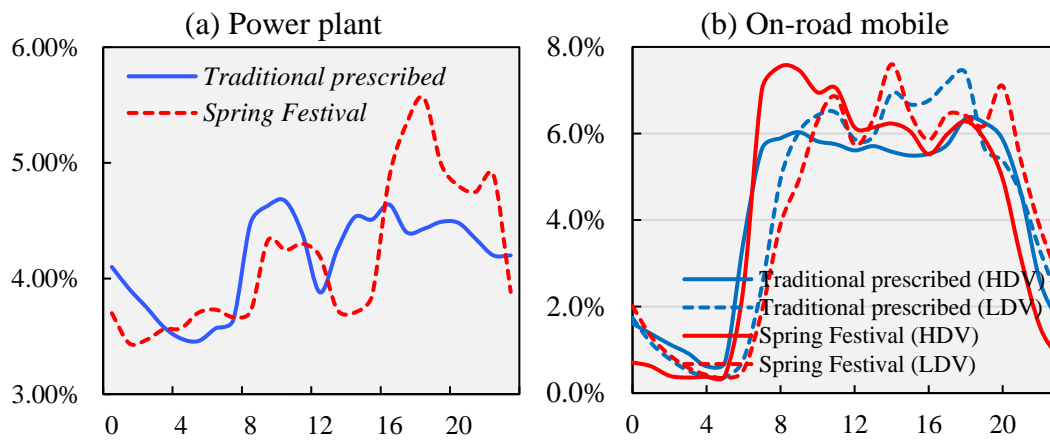 (a) Power plant
6.00%
5.00%
4.00%
3.00%
Traditional prescribed
Spring Festival
0 4 8 12 16 20
(b) On-road mobile
8.0%
6.0%
4.0%
2.0%
0.0%
Traditional prescribed (HDV)
Traditional prescribed (LDV)
Spring Festival (HDV)
Spring Festival (LDV)
0 4 8 12 16 20